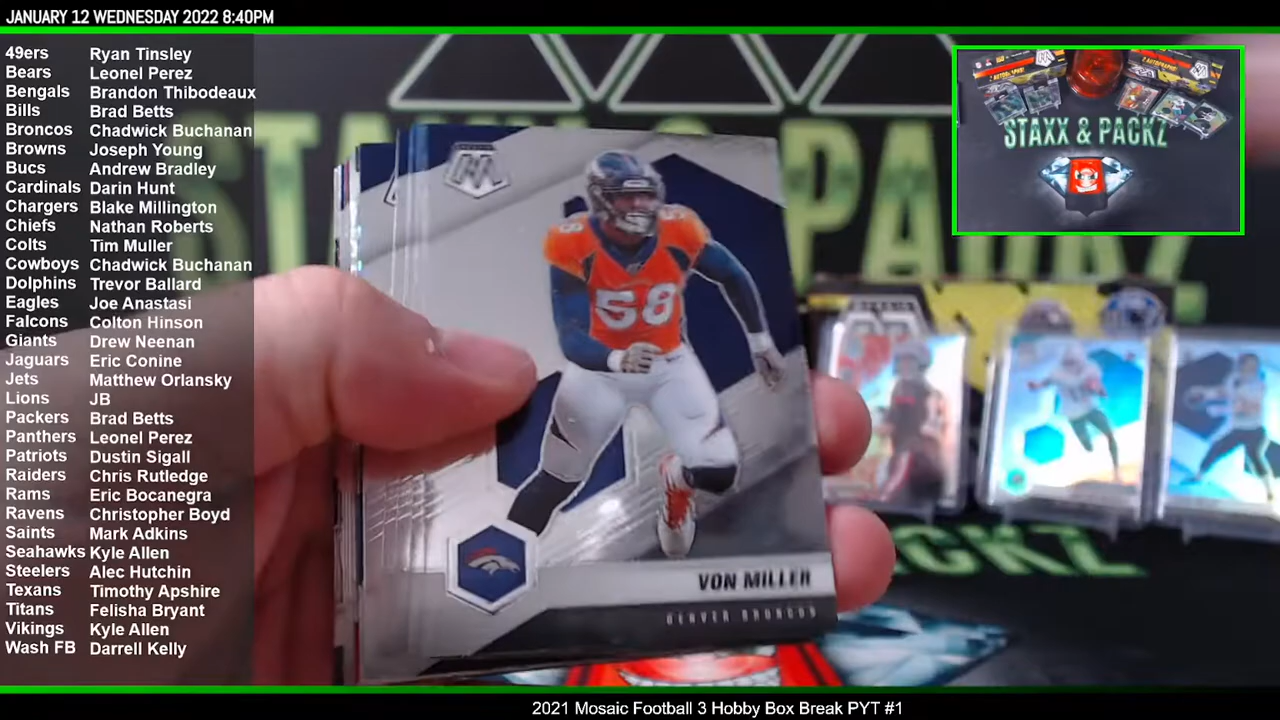 JANUARY 12 WEDNESDAY 2022 8:40PM
49ers Ryan Tinsley
Bears Leonel Perez
Bengals Brandon Thibodeaux
Bills Brad Betts
Broncos Chadwick Buchanan
Browns Joseph Young
Bucs Andrew Bradley
Cardinals Darin Hunt
Chargers Blake Millington
Chiefs Nathan Roberts
Colts Tim Muller
Cowboys Chadwick Buchanan
Dolphins Trevor Ballard
Eagles Joe Anastasi
Falcons Colton Hinson
Giants Drew Neenan
Jaguars Eric Conine
Jets Matthew Orlansky
Lions JB
Packers Brad Betts
Panthers Leonel Perez
Patriots Dustin Sigall
Raiders Chris Rutledge
Rams Eric Bocanegra
Ravens Christopher Boyd
Saints Mark Adkins
Seahawks Kyle Allen
Steelers Alec Hutchin
Texans Timothy Apshire
Titans Felisha Bryant
Vikings Kyle Allen
Wash FB Darrell Kelly
STAXX & PACKZ
STAXX & PACKZ
58
58
VON MILLER
DENVER BRONCOS
PACKZ
2021 Mosaic Football 3 Hobby Box Break PYT #1